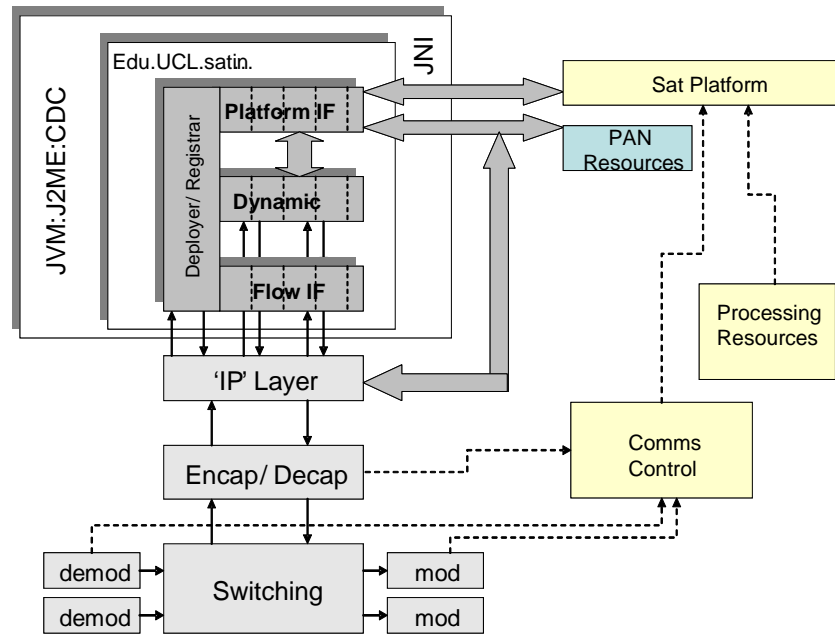 JVM:J2ME:CDC
JNI
Edu.UCL.satin.
Deployer/ Registrar
Platform IF
Dynamic
Flow IF
Sat Platform
PAN
Resources
Processing
Resources
'IP' Layer
Comms
Control
Encap/ Decap
demod
Switching
mod
demod
mod